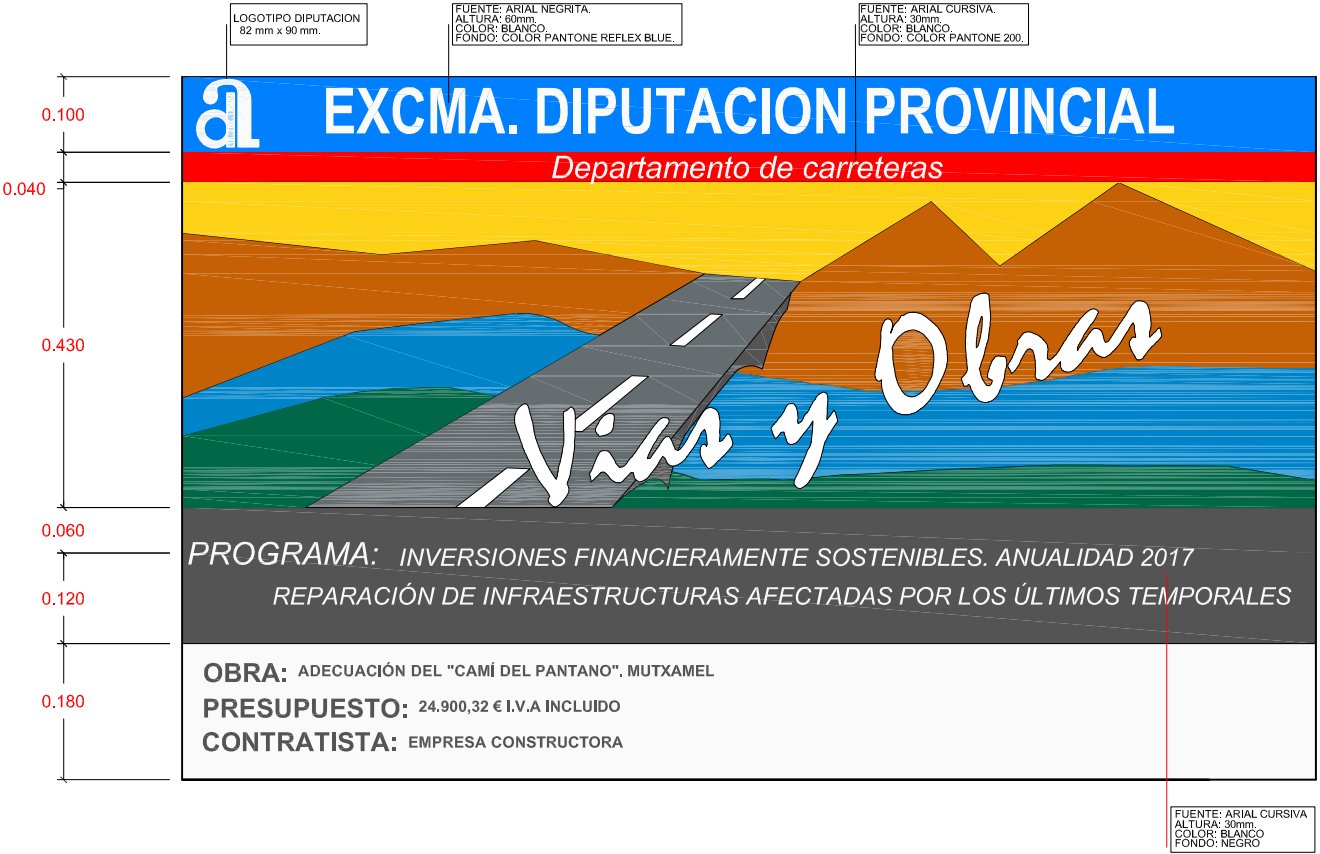 LOGOTIPO DIPUTACION
82 mm x 90 mm.
FUENTE: ARIAL NEGRITA.
ALTURA: 60mm.
COLOR: BLANCO.
FONDO: COLOR PANTONE REFLEX BLUE.
FUENTE: ARIAL CURSIVA.
ALTURA: 30mm.
COLOR: BLANCO.
FONDO: COLOR PANTONE 200.
0.100
EXCMA. DIPUTACION PROVINCIAL
Departamento de carreteras
0.040
0.430
Vias y Obras
0.060
PROGRAMA: INVERSIONES FINANCIERAMENTE SOSTENIBLES. ANUALIDAD 2017
0.120
REPARACIÓN DE INFRAESTRUCTURAS AFECTADAS POR LOS ÚLTIMOS TEMPORALES
OBRA: ADECUACIÓN DEL "CAMÍ DEL PANTANO". MUTXAMEL
0.180
PRESUPUESTO: 24.900,32 € I.V.A INCLUIDO
CONTRATISTA: EMPRESA CONSTRUCTORA
FUENTE: ARIAL CURSIVA
ALTURA: 30mm.
COLOR: BLANCO
FONDO: NEGRO